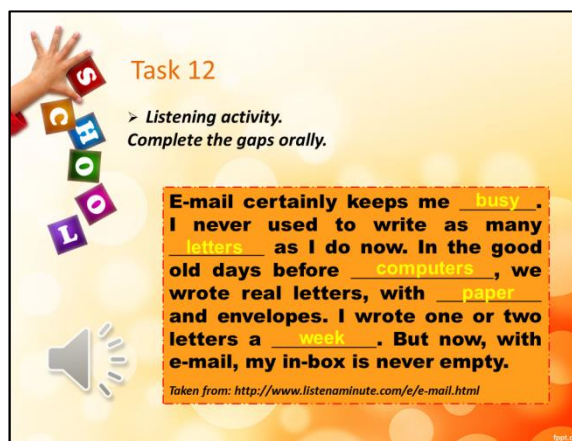 SCHOOL
Task 12
➢ Listening activity.
Complete the gaps orally.
E-mail certainly keeps me busy.
I never used to write as many
letters as I do now. In the good
old days before computers, we
wrote real letters, with paper
and envelopes. I wrote one or two
letters a week. But now, with
e-mail, my in-box is never empty.
Taken from: http://www.listenaminute.com/e/e-mail.html